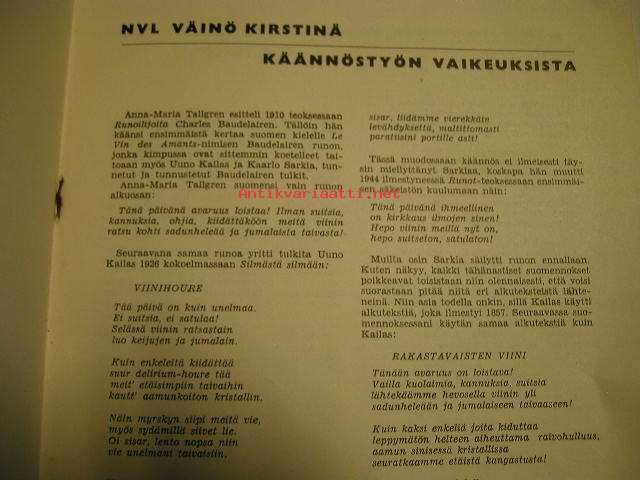 NVL VÄINÖ KIRSTINÄ
KÄÄNNÖSTYÖN VAIKEUKSISTA
Anna-Maria Tallgren esitteli 1910 teoksessaan
Runoilijoita Charles Baudelairen. Tällöin hän
käänsi ensimmäistä kertaa suomen kielelle Le
Vin des Amants-nimisen Baudelairen runon,
jonka kimpussa ovat sittemmin koetelleet tai-
toaan myös Uuno Kailas ja Kaarlo Sarkia, tun-
netut ja tunnustetut Baudelairen tulkit.
Anna-Maria Tallgren suomensi vain runon
alkuosan:
Tänä päivänä avaruus loistaa! Ilman suitsia,
kannuksia, ohjia, kiidättäköön meitä viinin
ratsu kohti sadunheleää ja jumalaista taivasta!
Seuraavana samaa runoa yritti tulkita Uuno
Kailas 1926 kokoelmassaan Silmästä silmään:
VIINIHOURE
Tää päivä on kuin unelmaa.
Ei suitsia, ei satulaa!
Selässä viinin ratsastain
luo keijujen ja jumalain.
Kuin enkeleitä kiidättää
suur delirium-houre tää
meit' etäisimpiin taivaihin
kautt' aamunkoiton kristallin.
Näin myrskyn siipi meitä vie,
myös sydämillä siivet lie.
Oi sisar, lento nopsa niin
vie unelmani taivaisiin.
sisar, liidämme vierekkäin
levähdyksettä, malttittomasti
paratiisini portille asti!
Tässä muodossaan käännös ei ilmeisesti täy-
sin miellyttänyt Sarkiaa, koskapa hän muutti
1944 ilmestyneessä Runot-teoksessaan ensimmäi-
sen säkeistön kuulumaan näin:
Tänä päivänä ihmeellinen
on kirkkaus ilmojen sinen!
Hepo viinin meillä nyt on,
hepo suitseton, satulaton!
Muilta osin Sarkia säilytti runon ennallaan.
Kuten näkyy, kaikki tähänastiset suomennokset
poikkeavat toisistaan niin olennaisesti, että voisi
suorastaan pitää niitä eri alkuteksteistä lähte-
neinä. Niin asia todella onkin, sillä Kailas käytti
alkutekstiä, joka ilmestyi 1857. Seuraavassa suo-
mennoksessani käytän samaa alkutekstiä kuin
Kailas:
RAKASTAVAISTEN VIINI
Tänään avaruus on loistava!
Vailla kuolaimia, kannuksia, suitsia
lähtekäämme hevosella viinin yli
sadunheleään ja jumalaiseen taivaaseen!
Kuin kaksi enkeliä joita kiduttaa
leppymätön helteen aiheuttama raivohulluus,
aamun sinisessä kristallissa
seuratkaamme etäistä kangastusta!
Antikvariaatti.net